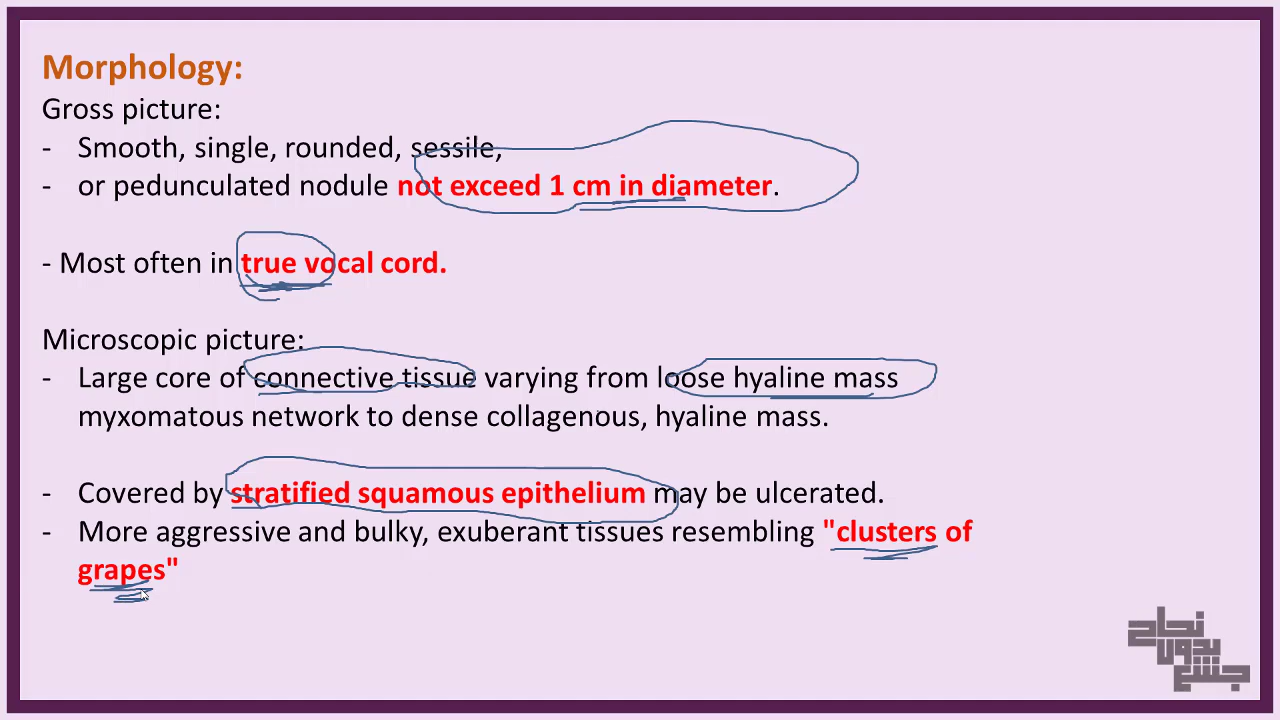 Morphology:
Gross picture:
- Smooth, single, rounded, sessile,
- or pedunculated nodule not exceed 1 cm in diameter.
- Most often in true vocal cord.
Microscopic picture:
- Large core of connective tissue varying from loose hyaline mass
myxomatous network to dense collagenous, hyaline mass.
- Covered by stratified squamous epithelium may be ulcerated.
- More aggressive and bulky, exuberant tissues resembling "clusters of
grapes"
نجاح
بدون
جشع